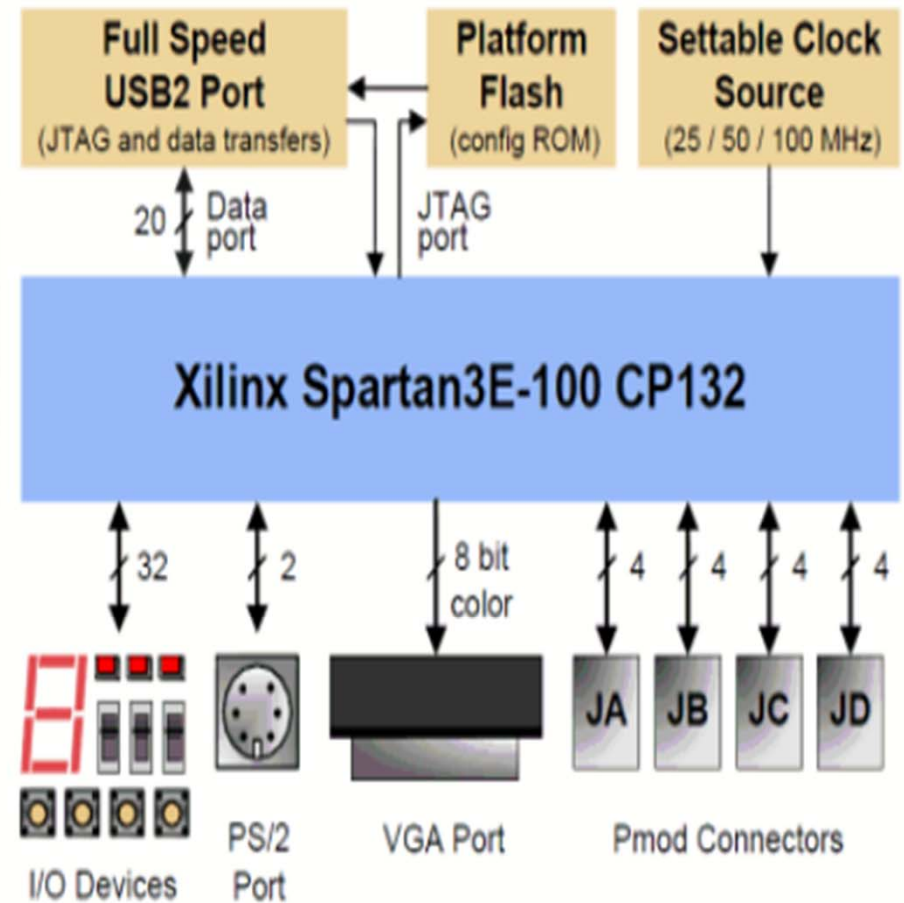 Full Speed
USB2 Port
(JTAG and data transfers)
Platform
Flash
(config ROM)
Settable Clock
Source
(25 / 50 / 100 MHz)
20
Data
port
JTAG
port
Xilinx Spartan3E-100 CP132
32
2
8 bit
color
4
4
4
4
JA
JB
JC
JD
I/O Devices
PS/2
Port
VGA Port
Pmod Connectors